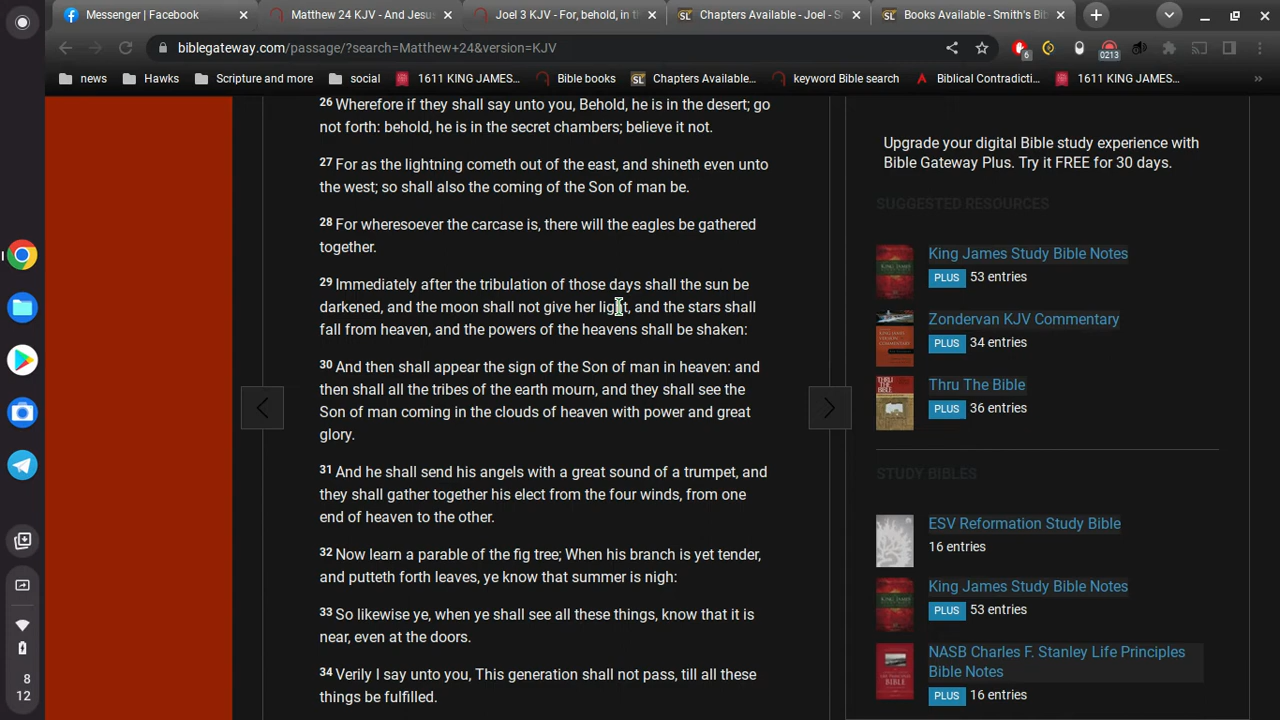 Messenger | Facebook
Matthew 24 KJV - And Jesus
Joel 3 KJV - For, behold, in th
Chapters Available - Joel - Sm
Books Available - Smith's Bib
biblegateway.com/passage/?search=Matthew+24&version=KJV
6
0213
news
Hawks
Scripture and more
social
1611 KING JAMES...
Bible books
Chapters Available...
keyword Bible search
Biblical Contradicti...
1611 KING JAMES...
»
26 Wherefore if they shall say unto you, Behold, he is in the desert; go
not forth: behold, he is in the secret chambers; believe it not.
27 For as the lightning cometh out of the east, and shineth even unto
the west; so shall also the coming of the Son of man be.
28 For wheresoever the carcase is, there will the eagles be gathered
together.
29 Immediately after the tribulation of those days shall the sun be
darkened, and the moon shall not give her light, and the stars shall
fall from heaven, and the powers of the heavens shall be shaken:
30 And then shall appear the sign of the Son of man in heaven: and
then shall all the tribes of the earth mourn, and they shall see the
Son of man coming in the clouds of heaven with power and great
glory.
31 And he shall send his angels with a great sound of a trumpet, and
they shall gather together his elect from the four winds, from one
end of heaven to the other.
32 Now learn a parable of the fig tree; When his branch is yet tender,
and putteth forth leaves, ye know that summer is nigh:
33 So likewise ye, when ye shall see all these things, know that it is
near, even at the doors.
34 Verily I say unto you, This generation shall not pass, till all these
things be fulfilled.
Upgrade your digital Bible study experience with
Bible Gateway Plus. Try it FREE for 30 days.
SUGGESTED RESOURCES
King James Study Bible Notes
PLUS 53 entries
Zondervan KJV Commentary
PLUS 34 entries
Thru The Bible
PLUS 36 entries
STUDY BIBLES
ESV Reformation Study Bible
16 entries
King James Study Bible Notes
PLUS 53 entries
NASB Charles F. Stanley Life Principles
Bible Notes
PLUS 16 entries
8
12